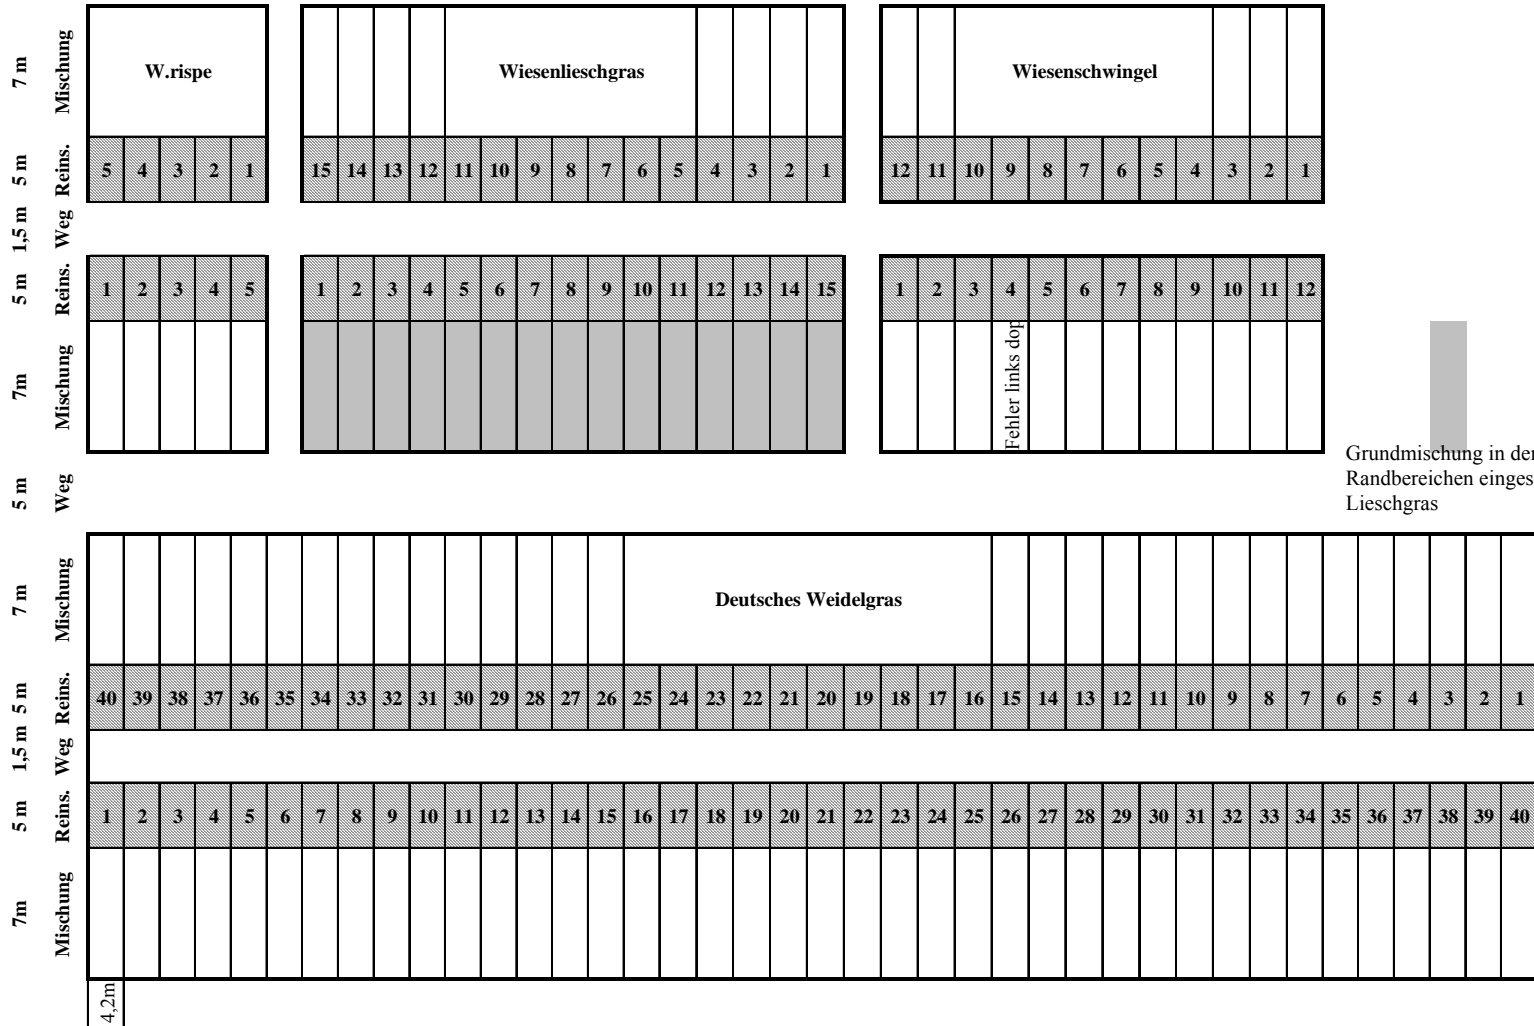 7 m Mischung W.rispe Wiesenlieschgras Wiesenschwingel
5 m Reins. 5 4 3 2 1 15 14 13 12 11 10 9 8 7 6 5 4 3 2 1 12 11 10 9 8 7 6 5 4 3 2 1
1,5 m Weg
5 m Reins. 1 2 3 4 5 1 2 3 4 5 6 7 8 9 10 11 12 13 14 15 1 2 3 4 5 6 7 8 9 10 11 12
7m Mischung Fehler links dop
Grundmischung in der
Randbereichen einges
Lieschgras
5 m Weg
7 m Mischung Deutsches Weidelgras
5 m Reins. 40 39 38 37 36 35 34 33 32 31 30 29 28 27 26 25 24 23 22 21 20 19 18 17 16 15 14 13 12 11 10 9 8 7 6 5 4 3 2 1
1,5 m Weg
5 m Reins. 1 2 3 4 5 6 7 8 9 10 11 12 13 14 15 16 17 18 19 20 21 22 23 24 25 26 27 28 29 30 31 32 33 34 35 36 37 38 39 40
7m Mischung
4,2m